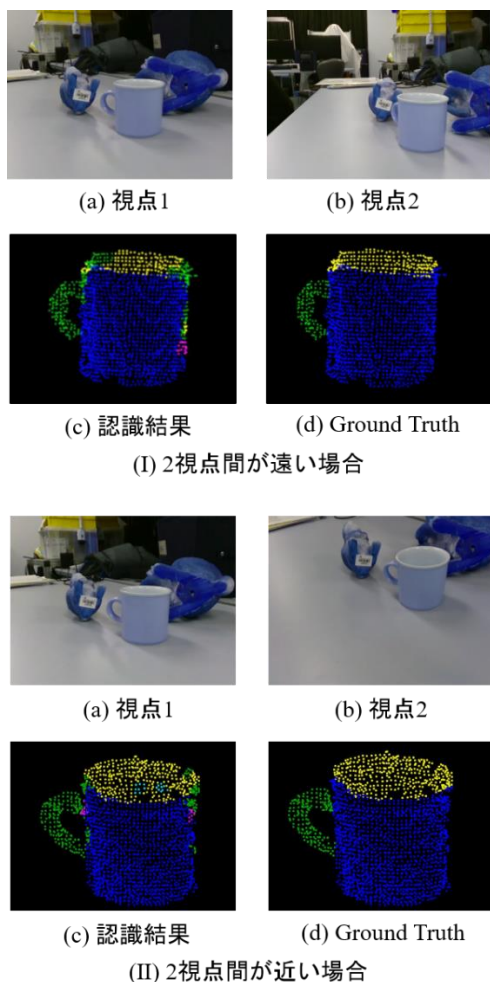 (a) 視点1
(b) 視点2
(c) 認識結果
(d) Ground Truth
(I) 2視点間が遠い場合
(a) 視点1
(b) 視点2
(c) 認識結果
(d) Ground Truth
(II) 2視点間が近い場合